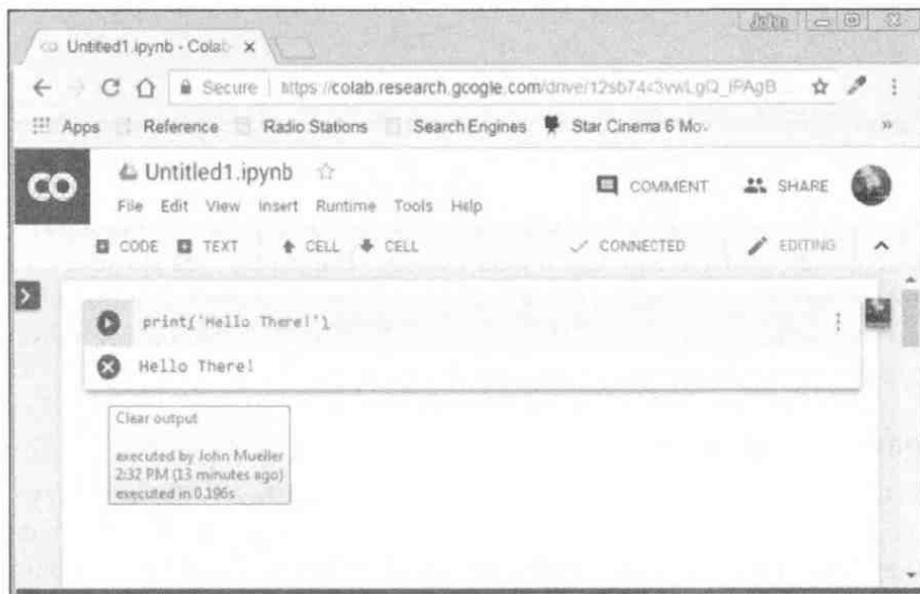 John
Untitled1.ipynb - Colab
Secure https://colab.research.google.com/drive/
Apps Reference Radio Stations Search Engines Star Cinema 6 Mov
CO Untitled1.ipynb
COMMENT SHARE
File Edit View Insert Runtime Tools Help
CODE TEXT CELL CELL CONNECTED EDITING
print('Hello There!')
Hello There!
Clear output
executed by John Mueller
2:32 PM (13 minutes ago)
executed in 0.196s